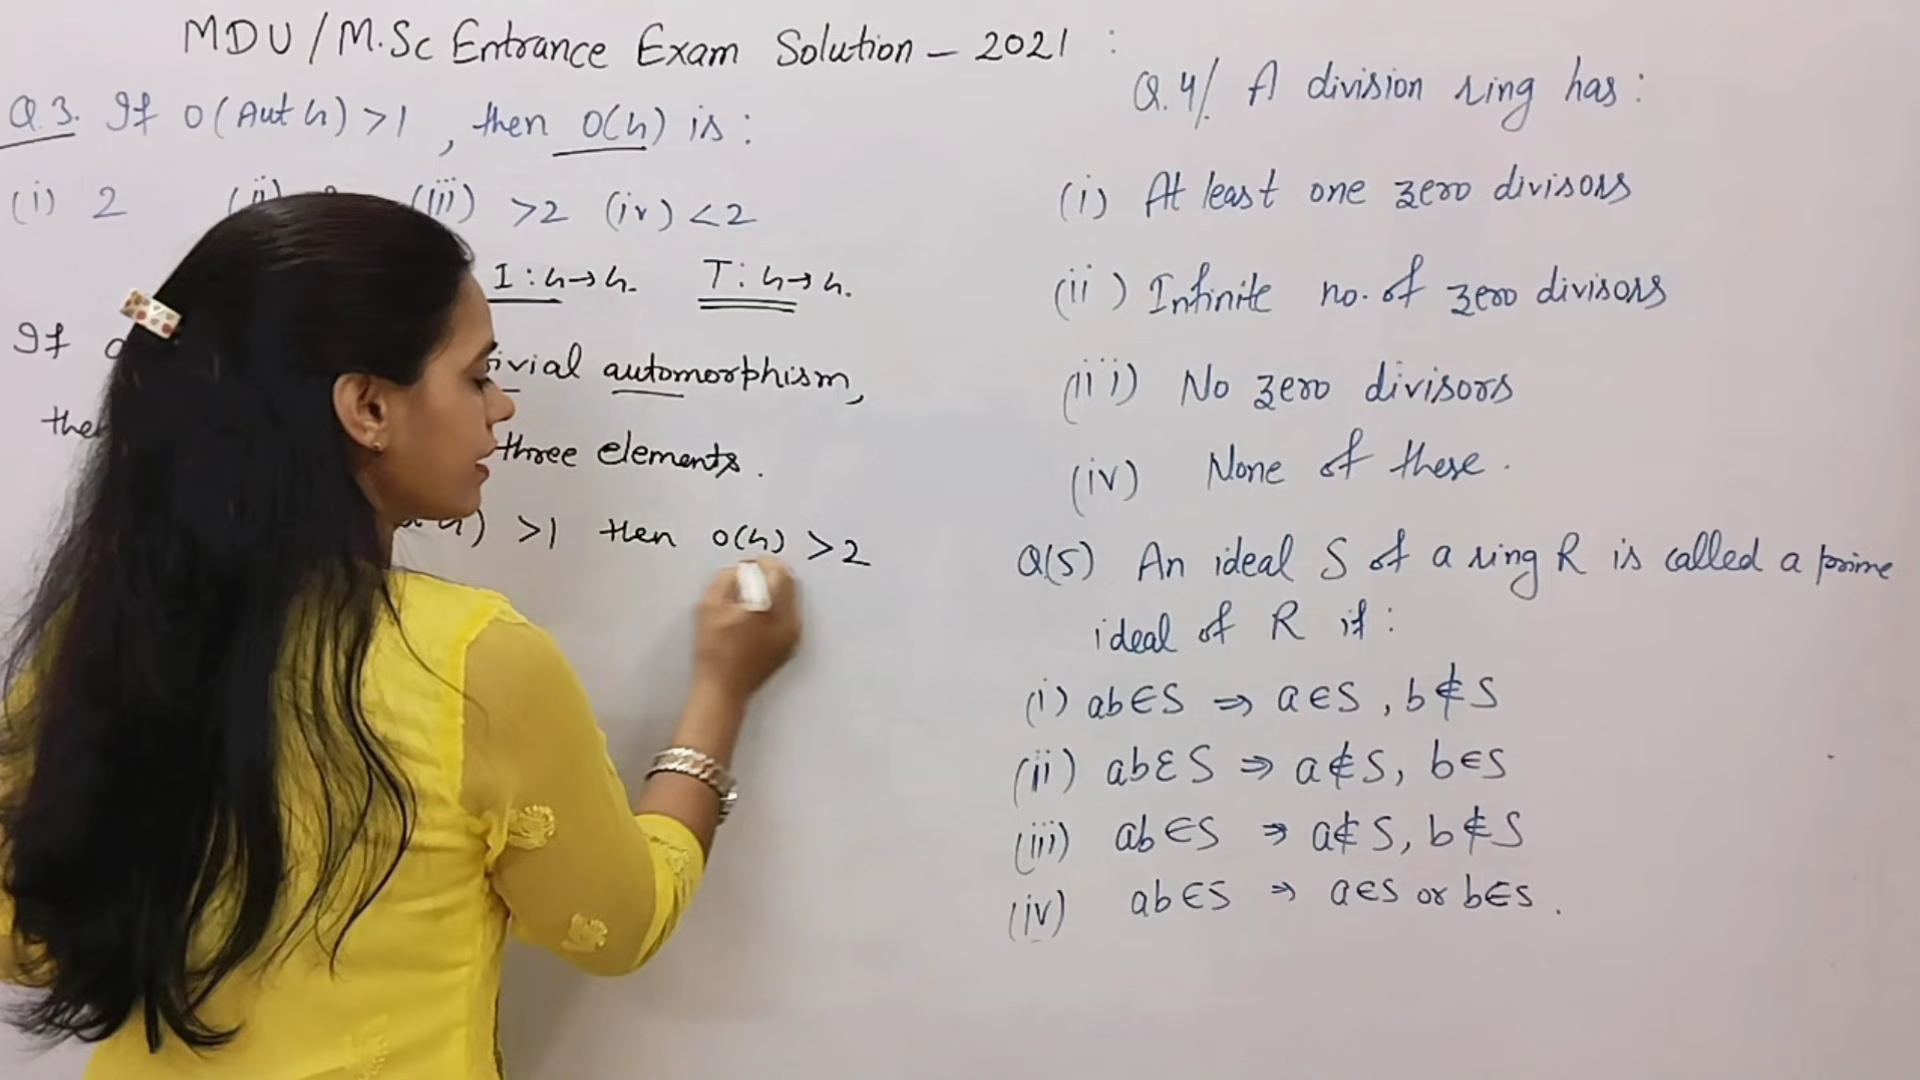 MDU/M.Sc Entrance Exam Solution - 2021 :
Q.3. If O(Aut G) >1, then O(G) is :
(i) 2 (ii) (iii) >2 (iv) <2
I : G→G. T : G→G.
If automorphism,
three elements.
>1 then O(G) >2
Q.4/. A division ring has :
(i) At least one zero divisors
(ii) Infinite no. of zero divisors
(iii) No zero divisors
(iv) None of these.
Q(5) An ideal S of a ring R is called a prime
ideal of R if :
(i) ab∈S ⇒ a∈S, b∉S
(ii) ab∈S ⇒ a∉S, b∈S
(iii) ab∈S ⇒ a∉S, b∉S
(iv) ab∈S ⇒ a∈S or b∈S.